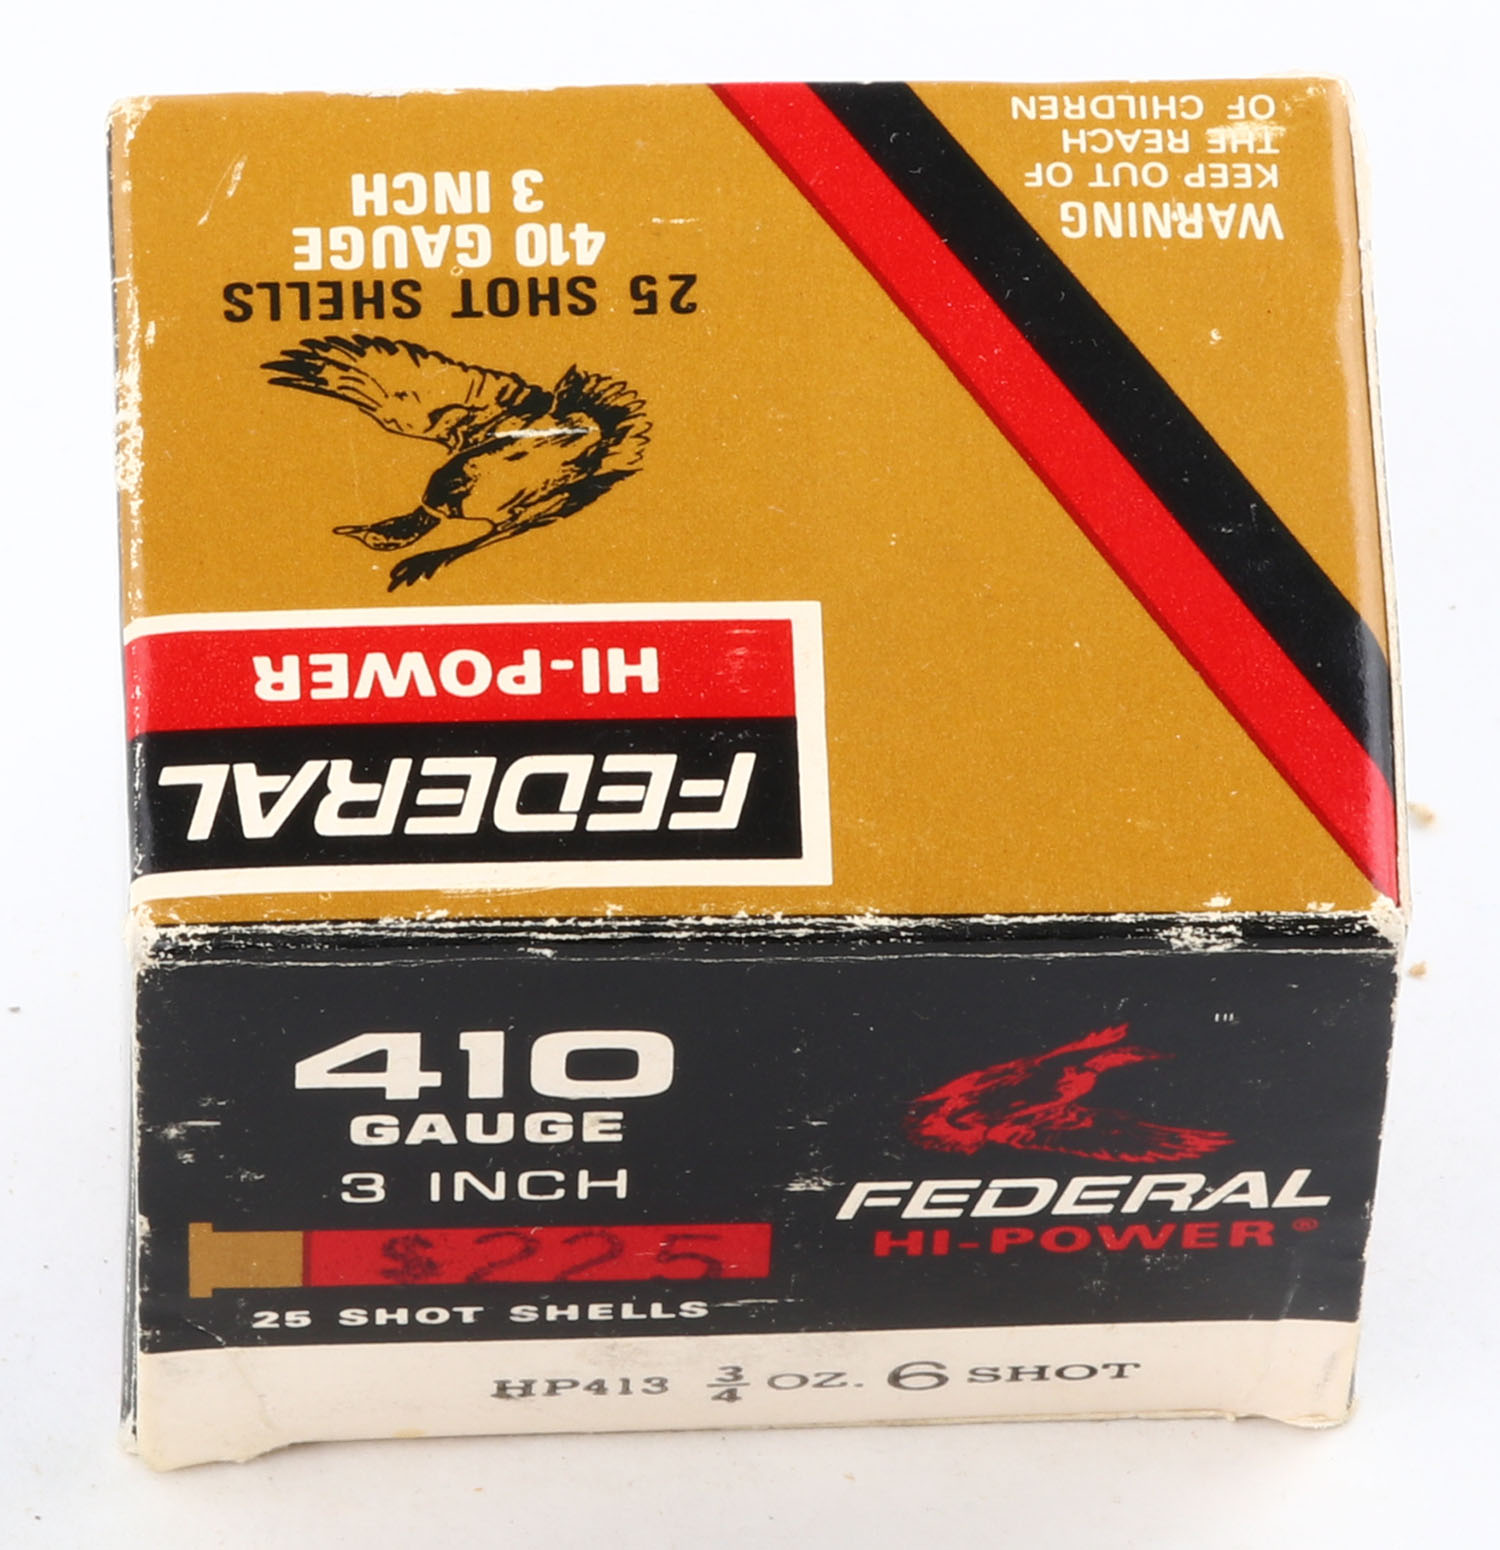 WARNING
KEEP OUT OF
THE REACH
OF CHILDREN
FEDERAL
HI-POWER
25 SHOT SHELLS
410 GAUGE
3 INCH
410
GAUGE
3 INCH
$225
25 SHOT SHELLS
FEDERAL
HI-POWER®
HP413 3/4 OZ. 6 SHOT